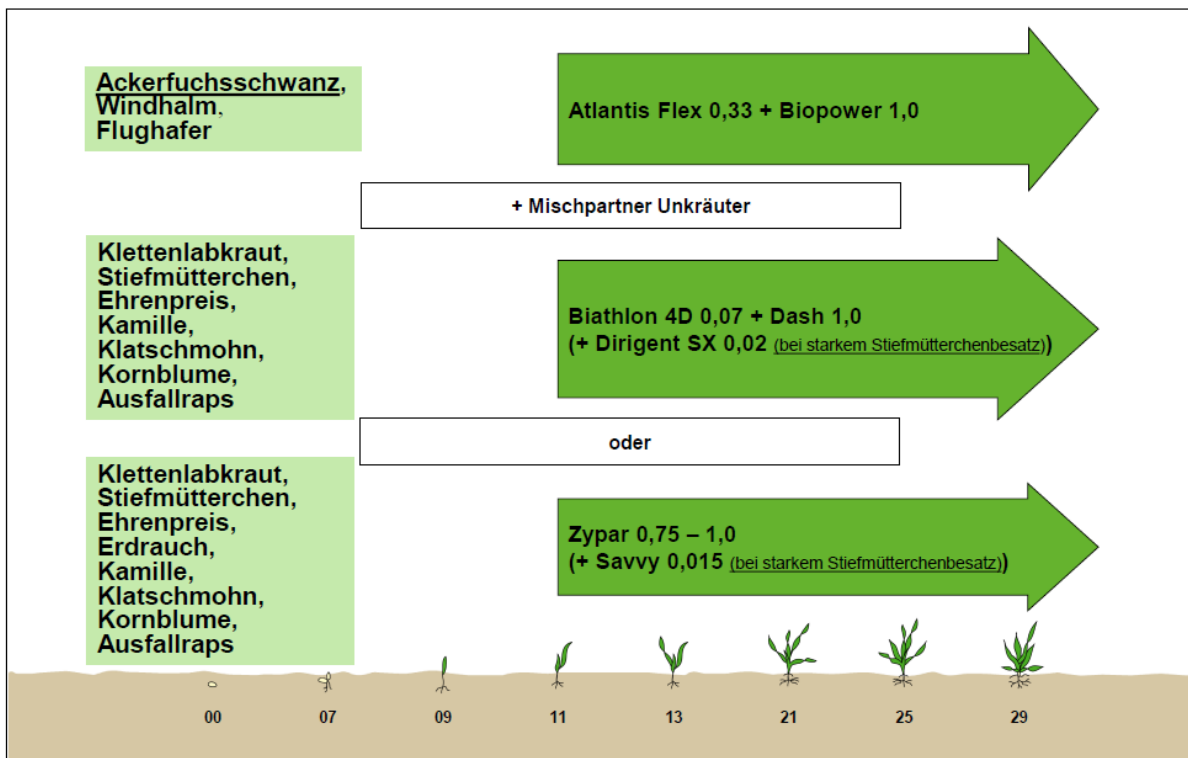 Ackerfuchsschwanz,
Windhalm,
Flughafer
Atlantis Flex 0,33 + Biopower 1,0
+ Mischpartner Unkräuter
Klettenlabkraut,
Stiefmütterchen,
Ehrenpreis,
Kamille,
Klatschmohn,
Kornblume,
Ausfallraps
Biathlon 4D 0,07 + Dash 1,0
(+ Dirigent SX 0,02 (bei starkem Stiefmütterchenbesatz))
oder
Klettenlabkraut,
Stiefmütterchen,
Ehrenpreis,
Erdrauch,
Kamille,
Klatschmohn,
Kornblume,
Ausfallraps
Zypar 0,75 – 1,0
(+ Savvy 0,015 (bei starkem Stiefmütterchenbesatz))
00 07 09 11 13 21 25 29